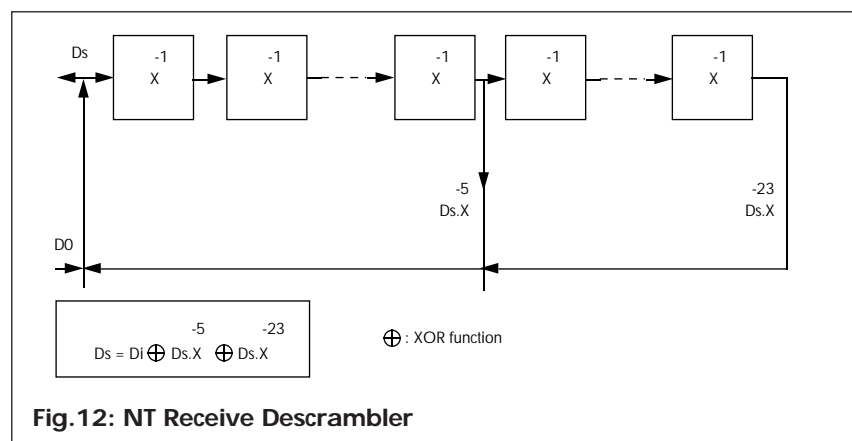 -1 -1 -1 -1 -1
Ds X X X X X
-5 -23
Ds.X Ds.X
D0
-5 -23
Ds = Di ⊕ Ds.X ⊕ Ds.X
⊕ : XOR function
Fig.12: NT Receive Descrambler